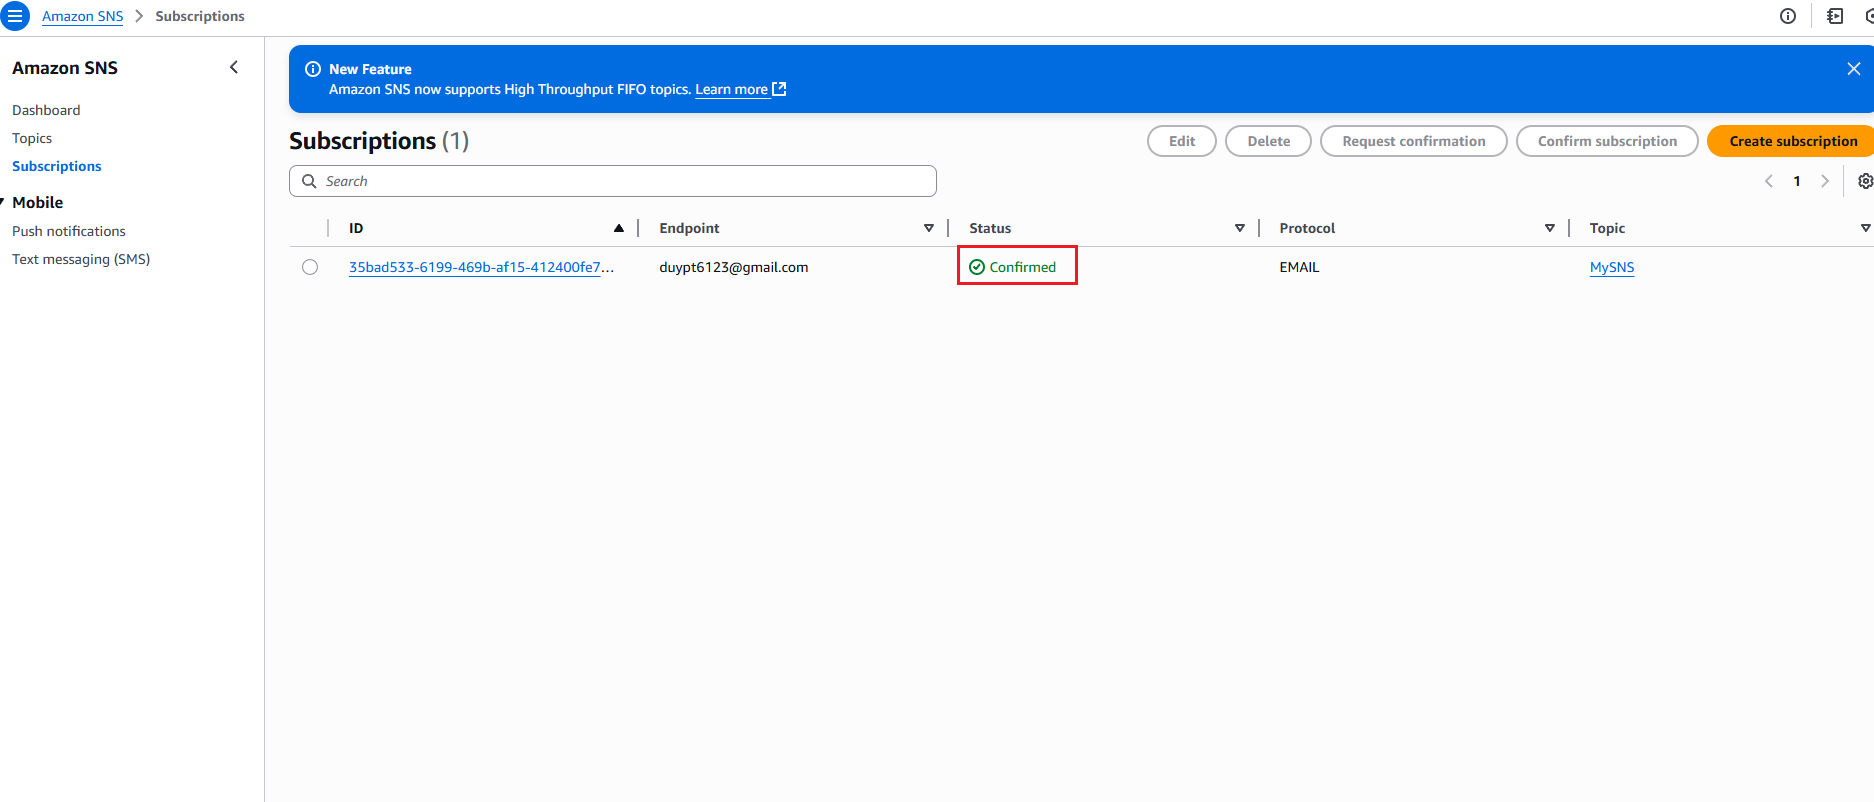 Amazon SNS > Subscriptions
Amazon SNS
Dashboard
Topics
Subscriptions
Mobile
Push notifications
Text messaging (SMS)
New Feature
Amazon SNS now supports High Throughput FIFO topics. Learn more
Subscriptions (1)
Edit
Delete
Request confirmation
Confirm subscription
Create subscription
Search
1
ID Endpoint Status Protocol Topic
35bad533-6199-469b-af15-412400fe7... duypt6123@gmail.com Confirmed EMAIL MySNS